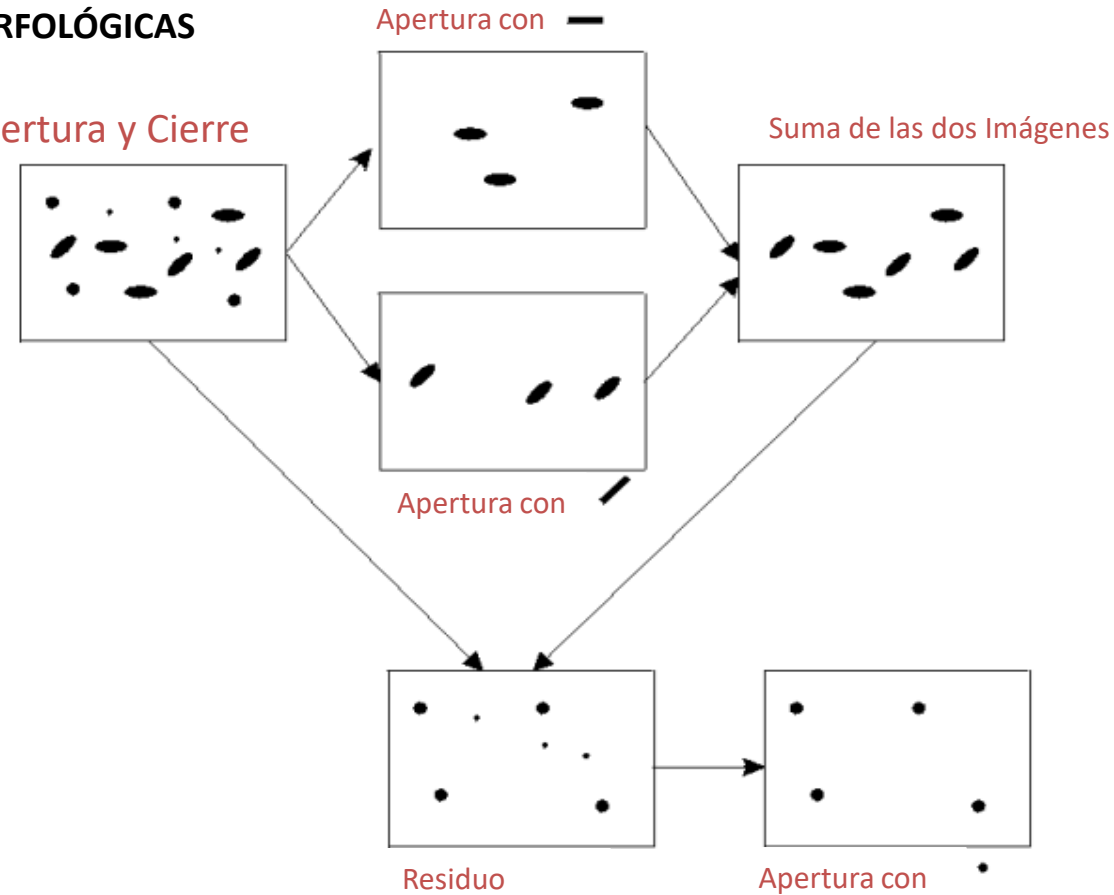 RFOLÓGICAS
Apertura con
ertura y Cierre
Suma de las dos Imágenes
Apertura con
Residuo
Apertura con